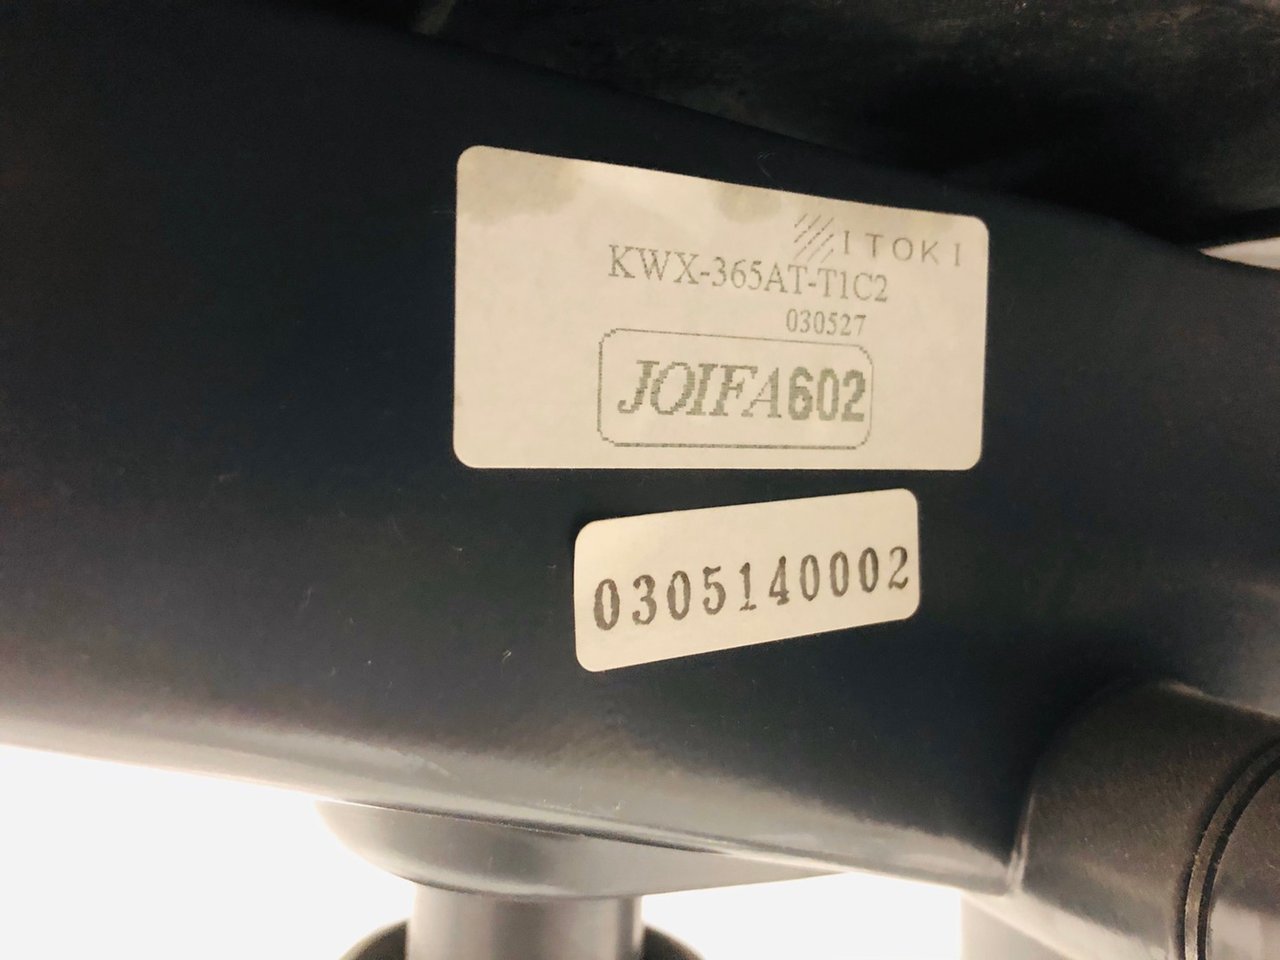 ITOKI
KWX-365AT-T1C2
030527
JOIFA602
0305140002